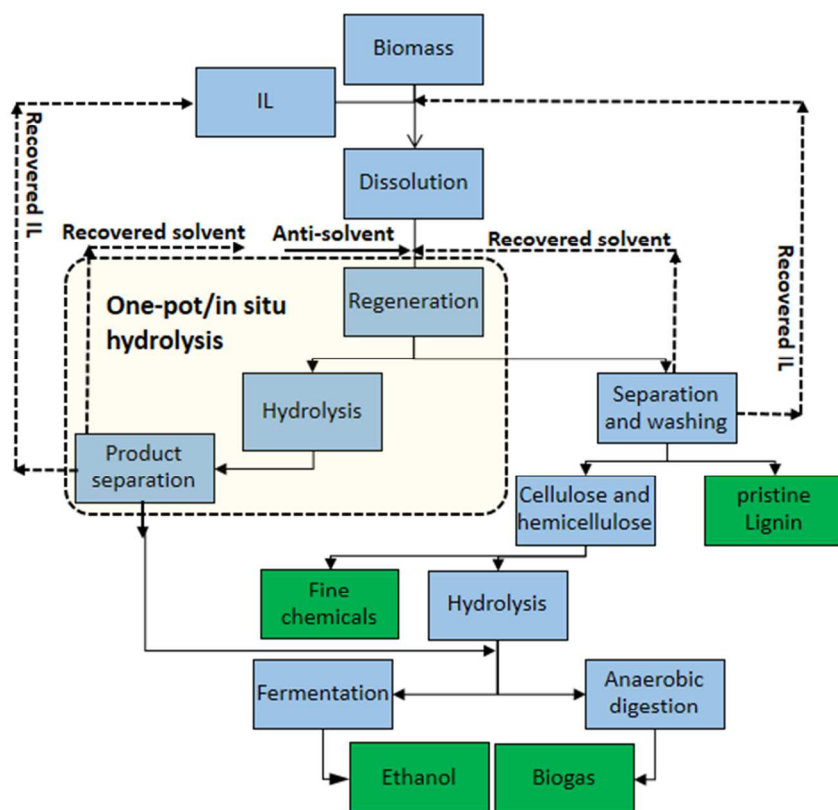 Biomass
IL
Recovered IL
Dissolution
Recovered solvent
Anti-solvent
Recovered solvent
Recovered IL
Regeneration
One-pot/in situ
hydrolysis
Hydrolysis
Separation
and washing
Product
separation
Cellulose and
hemicellulose
pristine
Lignin
Fine
chemicals
Hydrolysis
Fermentation
Anaerobic
digestion
Ethanol
Biogas